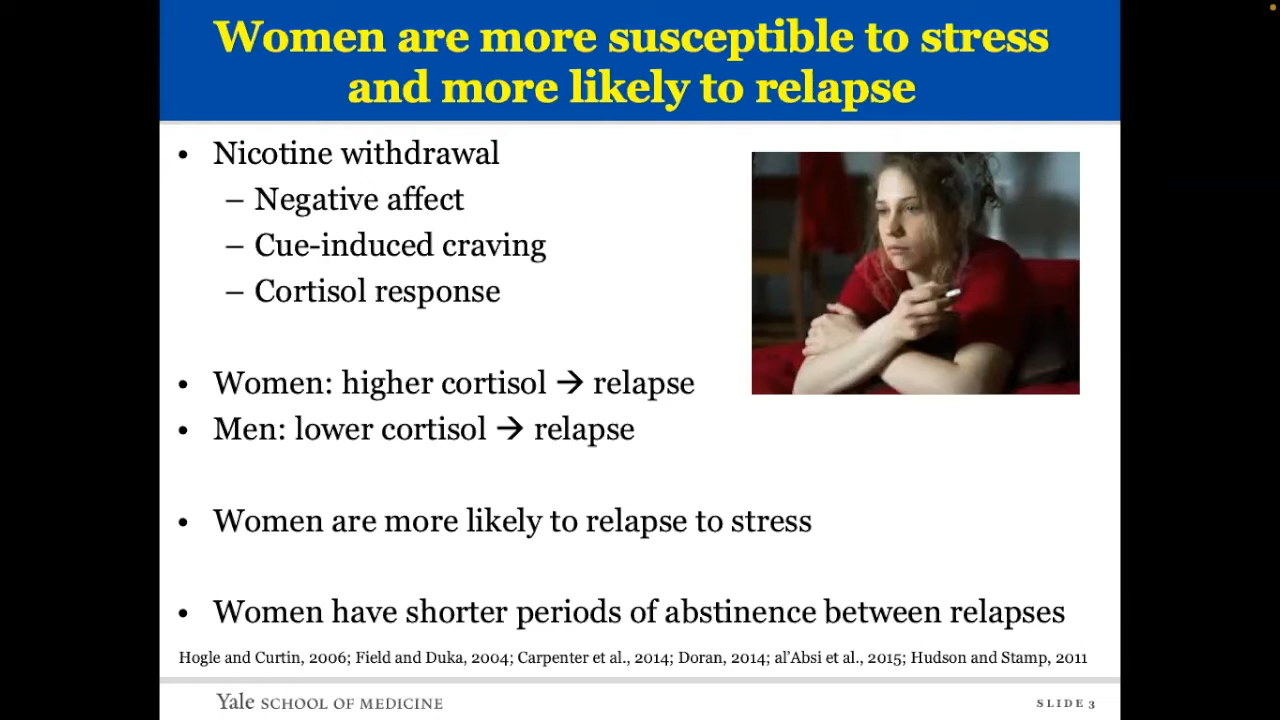 Women are more susceptible to stress
and more likely to relapse
• Nicotine withdrawal
– Negative affect
– Cue-induced craving
– Cortisol response
• Women: higher cortisol → relapse
• Men: lower cortisol → relapse
• Women are more likely to relapse to stress
• Women have shorter periods of abstinence between relapses
Hogle and Curtin, 2006; Field and Duka, 2004; Carpenter et al., 2014; Doran, 2014; al’Absi et al., 2015; Hudson and Stamp, 2011
Yale SCHOOL OF MEDICINE
SLIDE 3